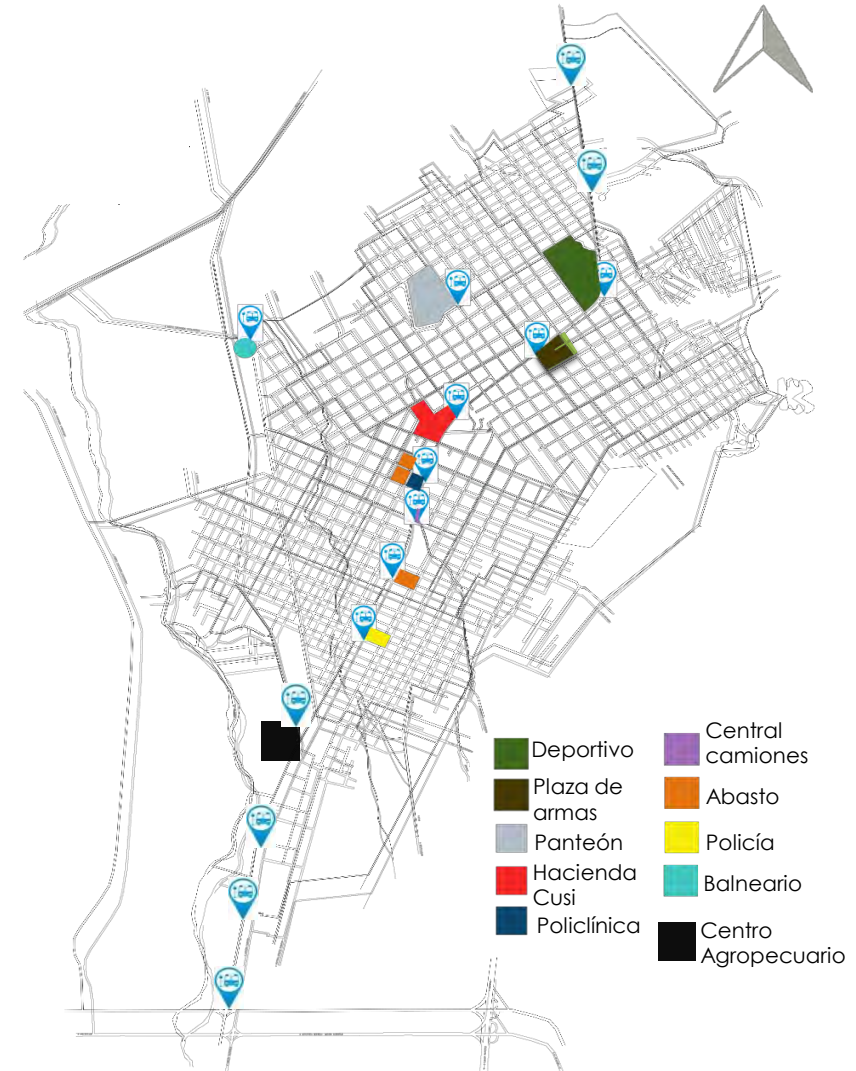 Deportivo
Plaza de
armas
Panteón
Hacienda
Cusi
Policlínica
Central
camiones
Abasto
Policía
Balneario
Centro
Agropecuario